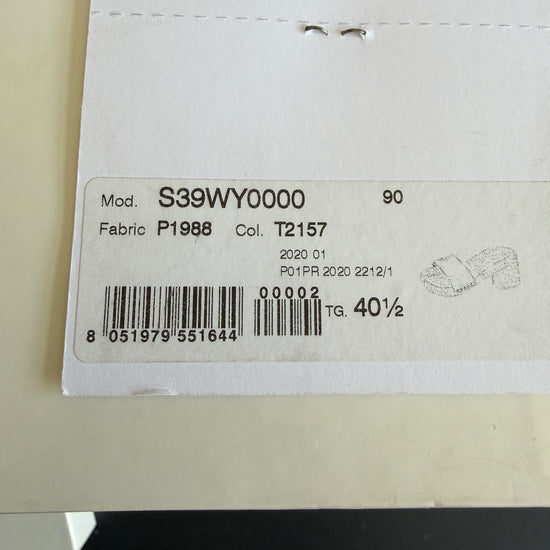 Mod. S39WY0000 90
Fabric P1988 Col. T2157
2020 01
P01PR 2020 2212/1
00002
TG. 40½
8 051979 551644